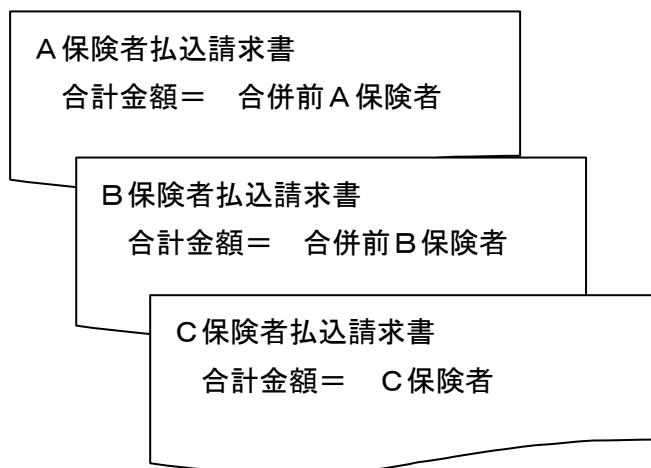 A保険者払込請求書
合計金額＝　合併前A保険者
B保険者払込請求書
合計金額＝　合併前B保険者
C保険者払込請求書
合計金額＝　C保険者